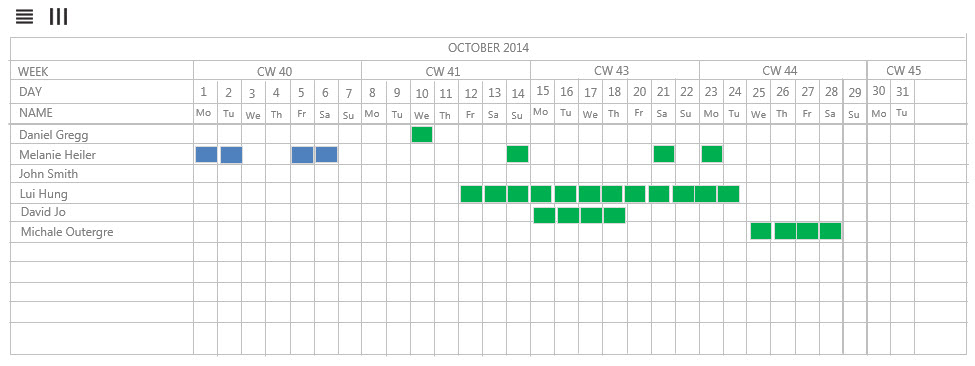 OCTOBER 2014
WEEK CW 40 CW 41 CW 43 CW 44 CW 45
DAY 1 2 3 4 5 6 7 8 9 10 11 12 13 14 15 16 17 18 20 21 22 23 24 25 26 27 28 29 30 31
NAME Mo Tu We Th Fr Sa Su Mo Tu We Th Fr Sa Su Mo Tu We Th Fr Sa Su Mo Tu We Th Fr Sa Su Mo Tu
Daniel Gregg
Melanie Heiler
John Smith
Lui Hung
David Jo
Michale Outergre